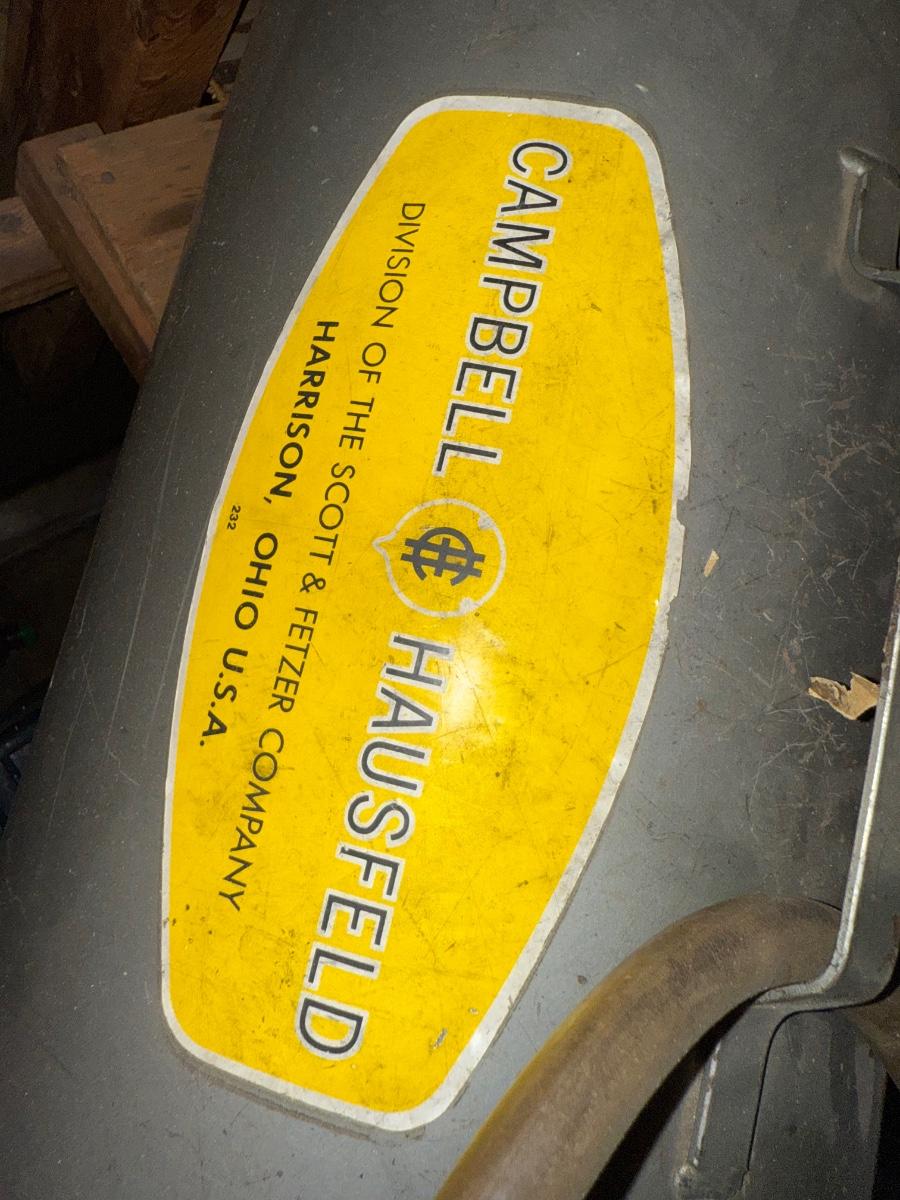 CAMPBELL HAUSFELD
DIVISION OF THE SCOTT & FETZER COMPANY
HARRISON, OHIO U.S.A.
232